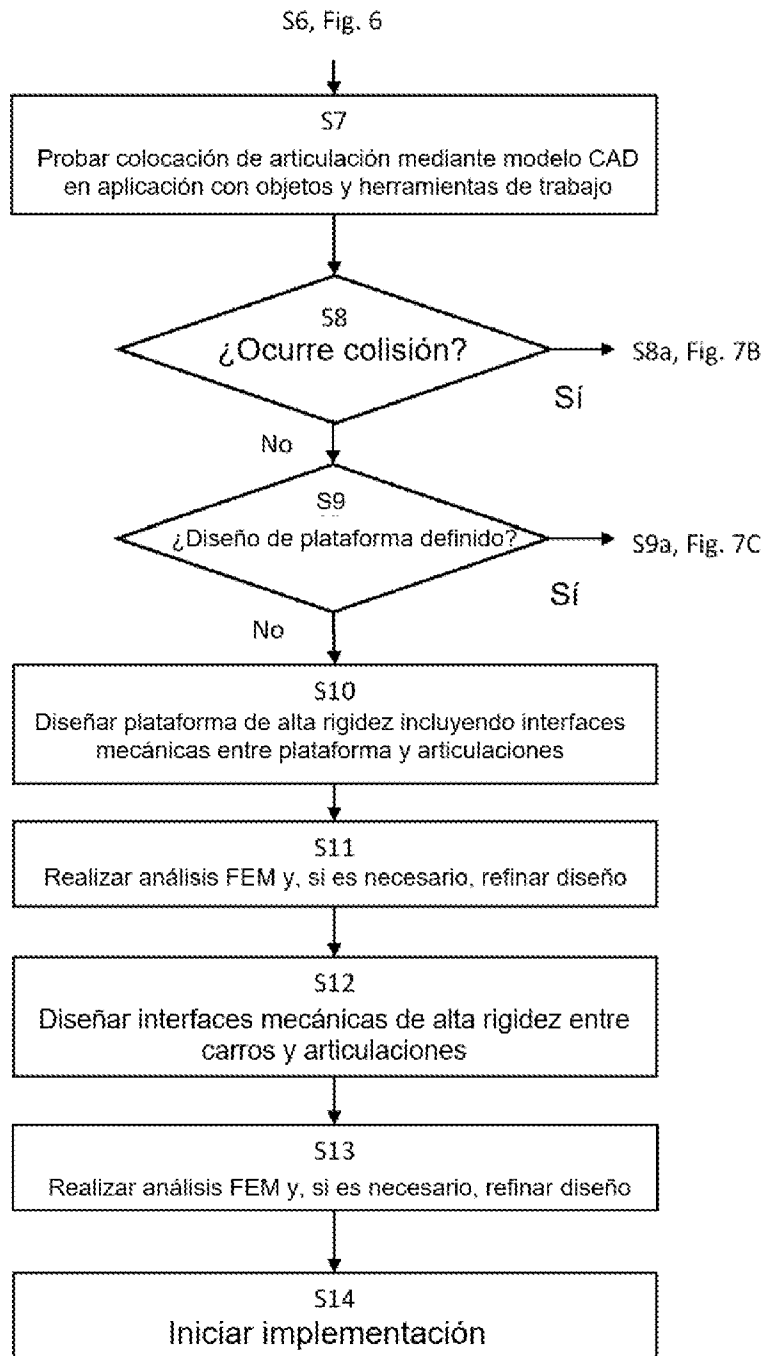 S6, Fig. 6
S7
Probar colocación de articulación mediante modelo CAD
en aplicación con objetos y herramientas de trabajo
S8
¿Ocurre colisión?
S8a, Fig. 7B
Sí
No
S9
¿Diseño de plataforma definido?
S9a, Fig. 7C
Sí
No
S10
Diseñar plataforma de alta rigidez incluyendo interfaces
mecánicas entre plataforma y articulaciones
S11
Realizar análisis FEM y, si es necesario, refinar diseño
S12
Diseñar interfaces mecánicas de alta rigidez entre
carros y articulaciones
S13
Realizar análisis FEM y, si es necesario, refinar diseño
S14
Iniciar implementación